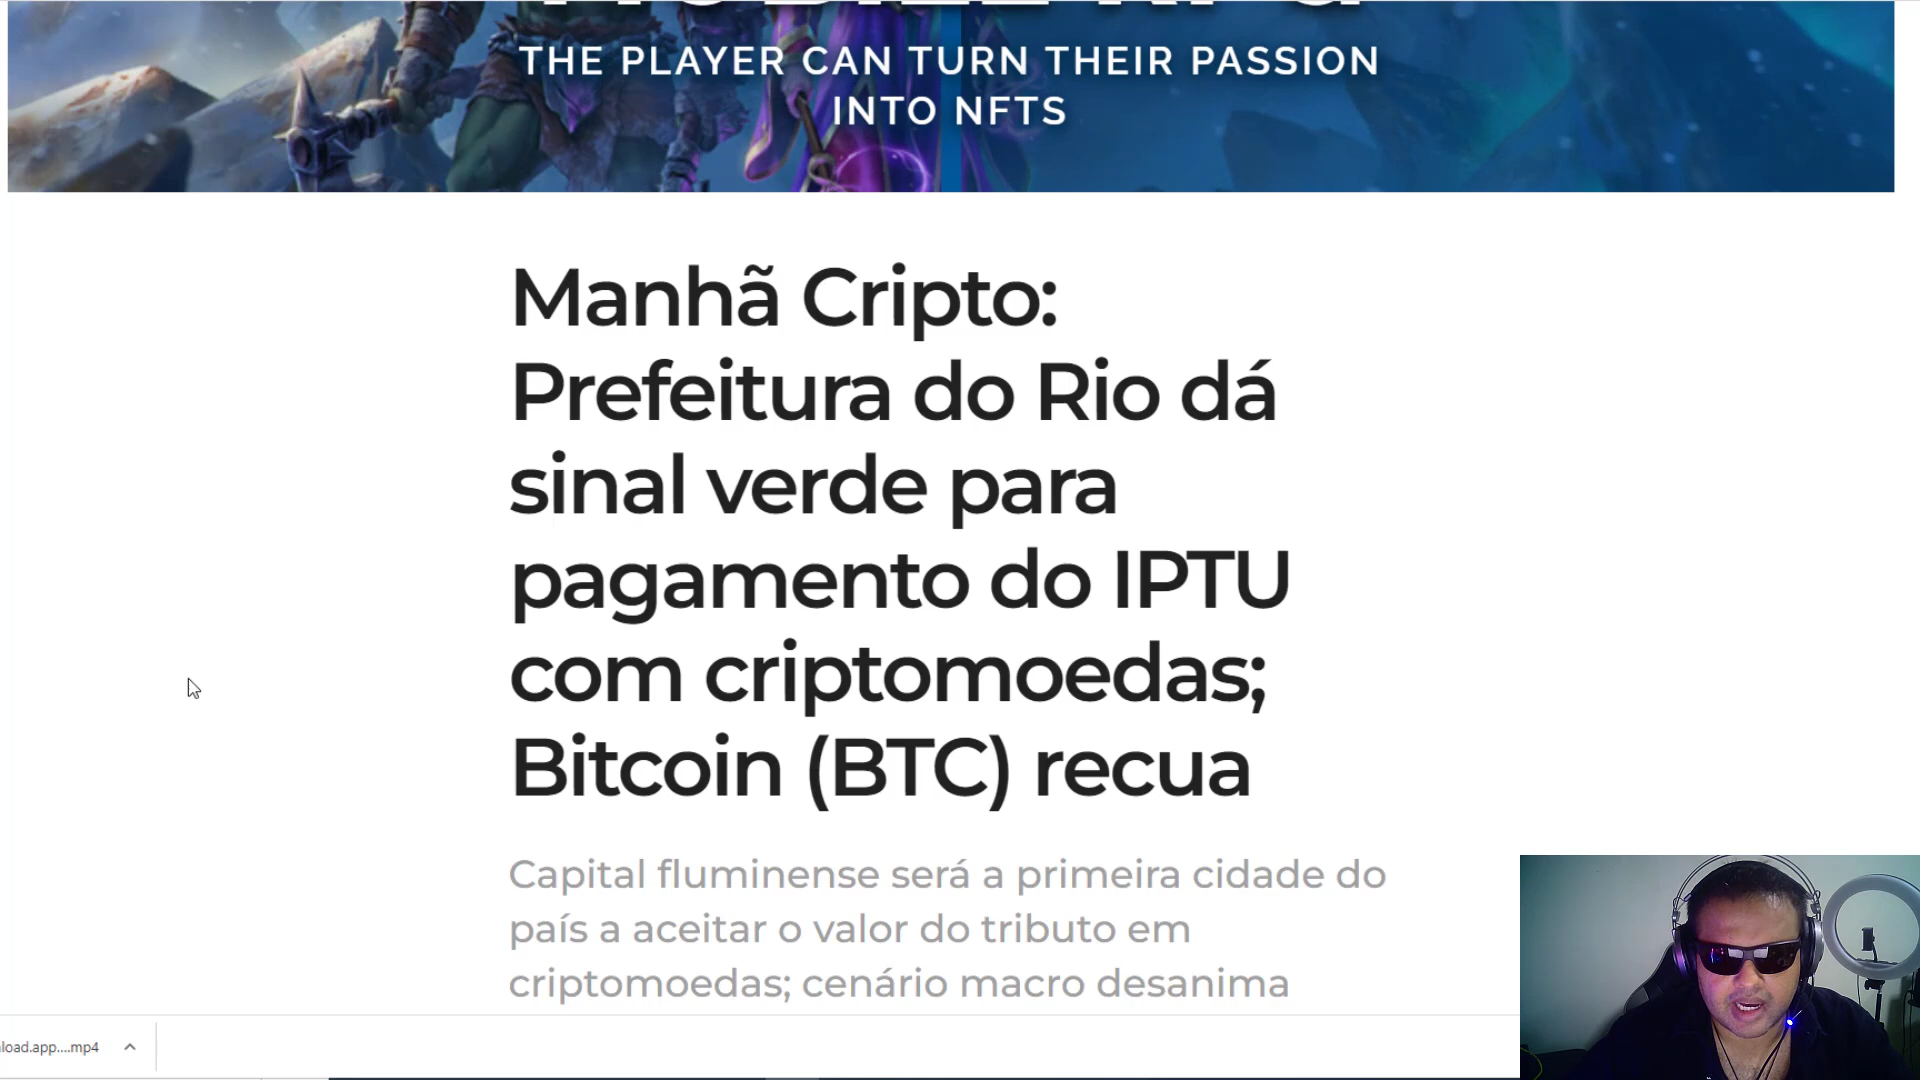 THE PLAYER CAN TURN THEIR PASSION
INTO NFTS
Manhã Cripto:
Prefeitura do Rio dá
sinal verde para
pagamento do IPTU
com criptomoedas;
Bitcoin (BTC) recua
Capital fluminense será a primeira cidade do
país a aceitar o valor do tributo em
criptomoedas; cenário macro desanima
load.app....mp4